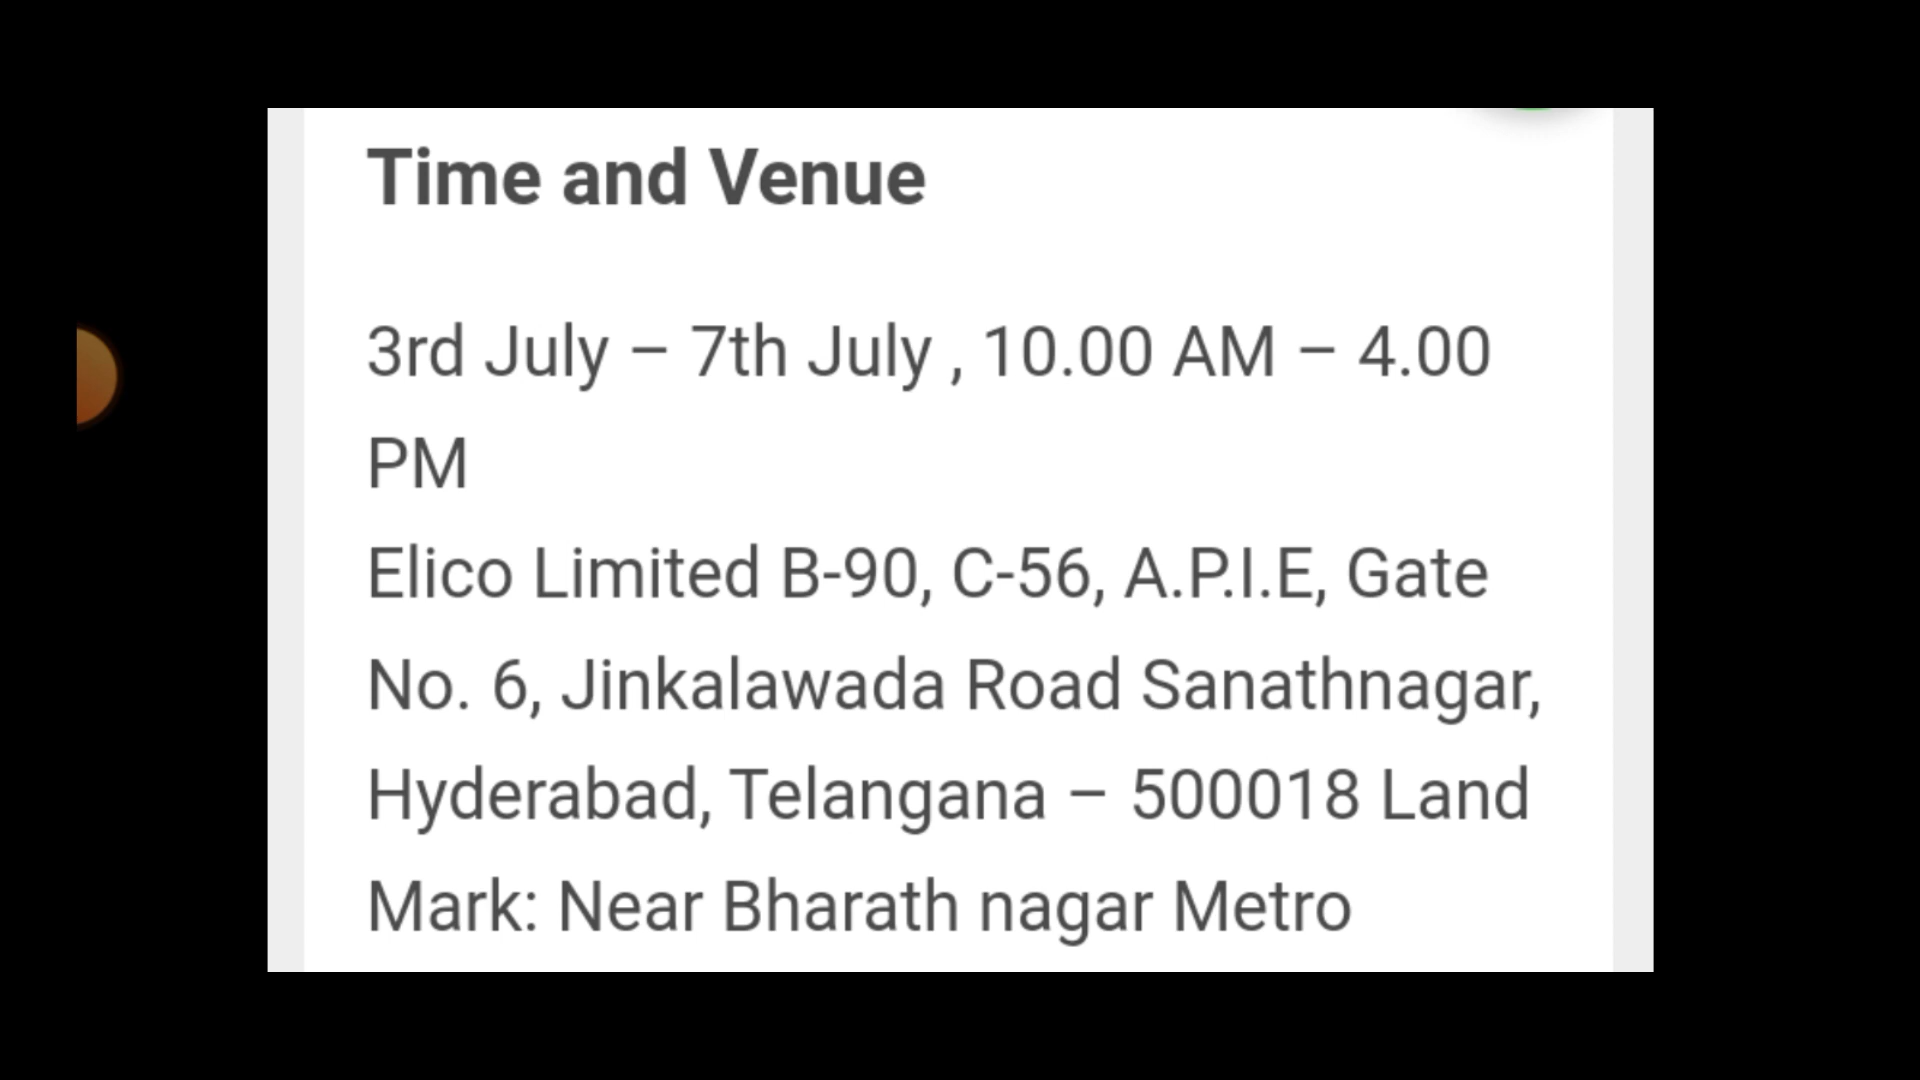 Time and Venue
3rd July – 7th July , 10.00 AM – 4.00
PM
Elico Limited B-90, C-56, A.P.I.E, Gate
No. 6, Jinkalawada Road Sanathnagar,
Hyderabad, Telangana – 500018 Land
Mark: Near Bharath nagar Metro